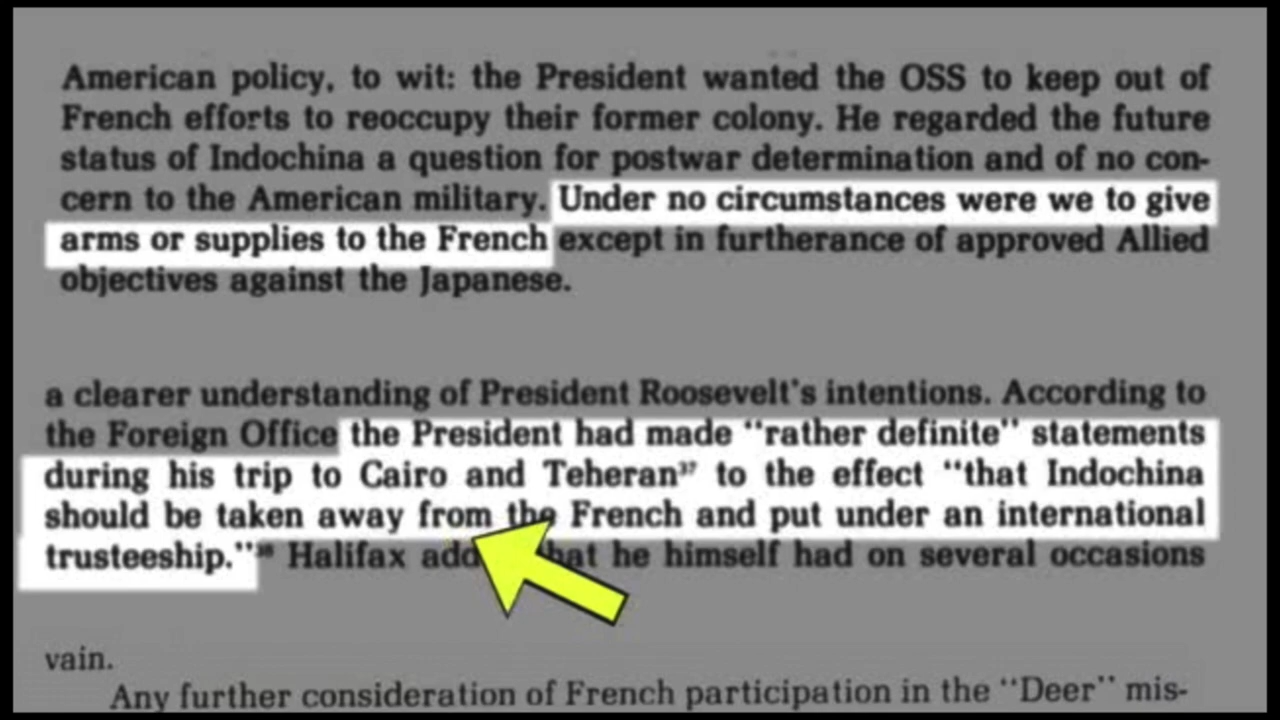 American policy, to wit: the President wanted the OSS to keep out of
French efforts to reoccupy their former colony. He regarded the future
status of Indochina a question for postwar determination and of no con-
cern to the American military. Under no circumstances were we to give
arms or supplies to the French except in furtherance of approved Allied
objectives against the Japanese.
a clearer understanding of President Roosevelt's intentions. According to
the Foreign Office the President had made "rather definite" statements
during his trip to Cairo and Teheran³⁷ to the effect "that Indochina
should be taken away from the French and put under an international
trusteeship."³⁸ Halifax add hat he himself had on several occasions
vain.
Any further consideration of French participation in the "Deer" mis-